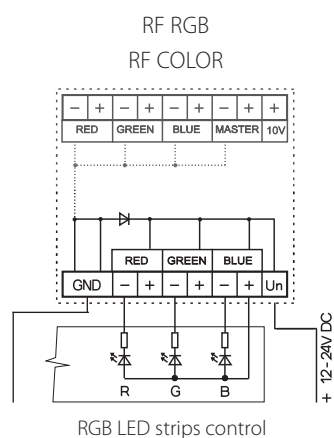 RF RGB
RF COLOR
− + − + − + − + +
RED GREEN BLUE MASTER 10V
RED GREEN BLUE
GND − + − + − + Un
R G B
+ 12-24V DC
RGB LED strips control